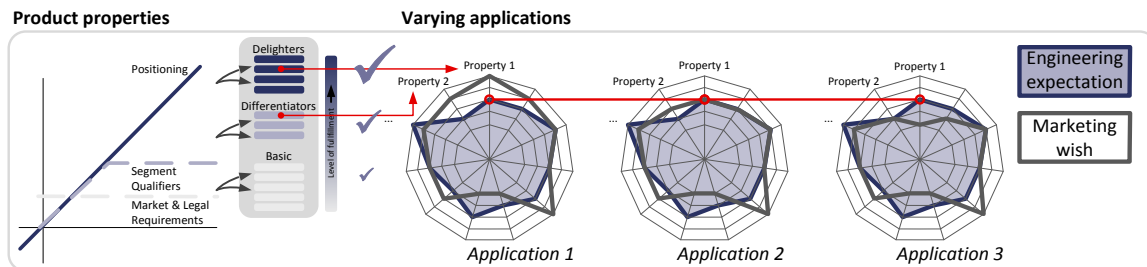 Product properties
Varying applications
Positioning
Segment
Qualifiers
Market & Legal
Requirements
Delighters
Differentiators
Basic
Level of fullfillment
Property 1
Property 2
...
Application 1
Property 1
Property 2
...
Application 2
Property 1
Property 2
...
Application 3
Engineering
expectation
Marketing
wish